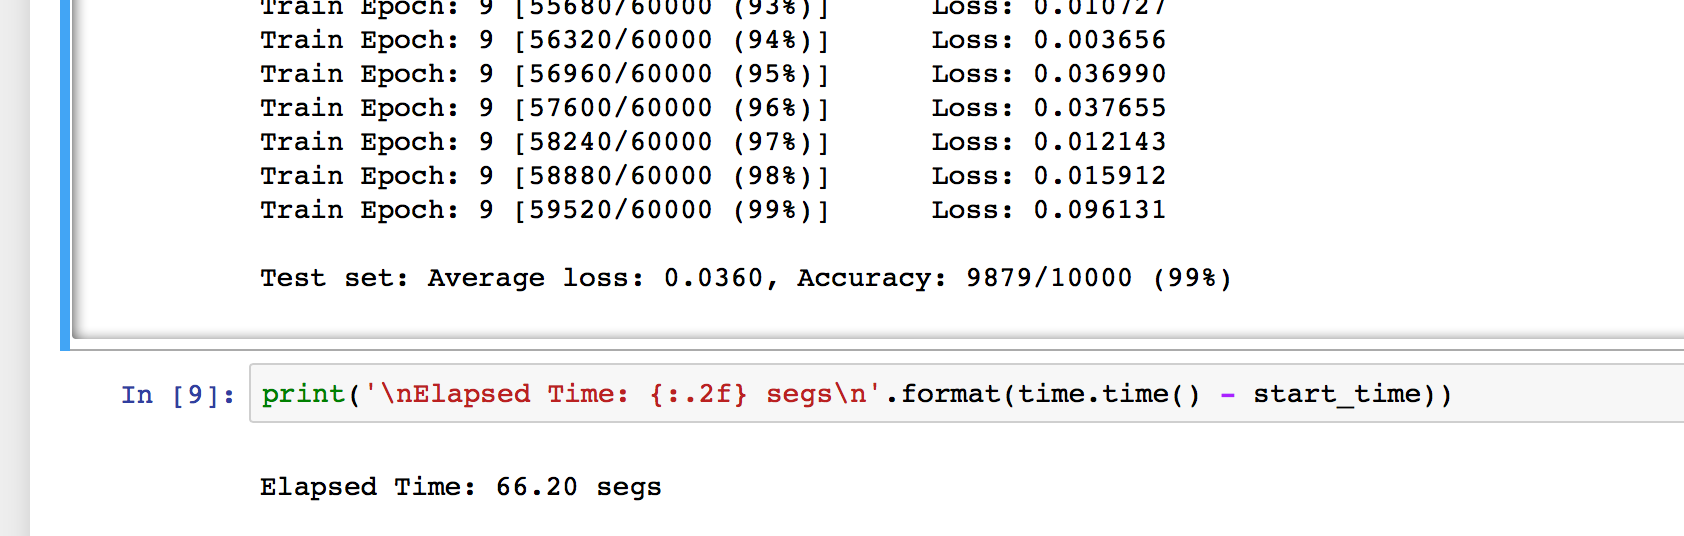 Train Epoch: 9 [55680/60000 (93%)] Loss: 0.010727
Train Epoch: 9 [56320/60000 (94%)] Loss: 0.003656
Train Epoch: 9 [56960/60000 (95%)] Loss: 0.036990
Train Epoch: 9 [57600/60000 (96%)] Loss: 0.037655
Train Epoch: 9 [58240/60000 (97%)] Loss: 0.012143
Train Epoch: 9 [58880/60000 (98%)] Loss: 0.015912
Train Epoch: 9 [59520/60000 (99%)] Loss: 0.096131
Test set: Average loss: 0.0360, Accuracy: 9879/10000 (99%)
In [9]: print('\nElapsed Time: {:.2f} segs\n'.format(time.time() - start_time))
Elapsed Time: 66.20 segs